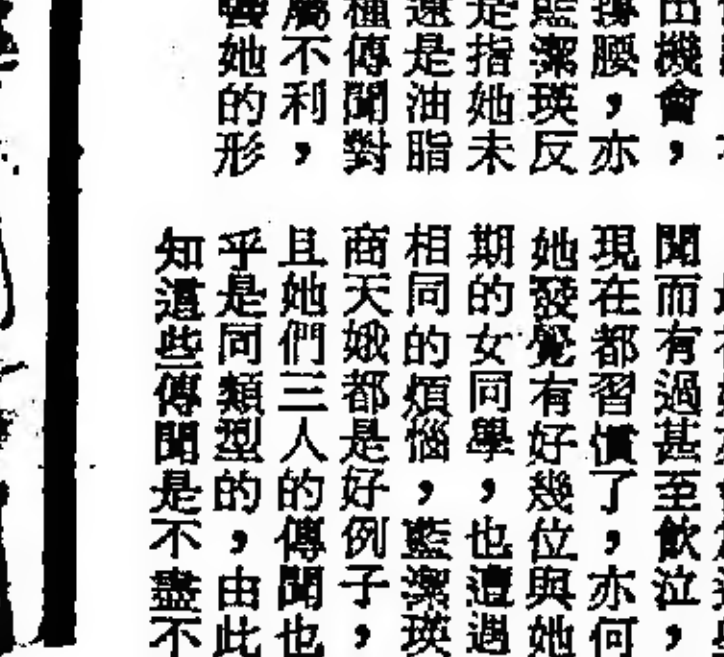 出機會，
撐腰，亦
藍潔瑛反
是指她未
還是油脂
種傳聞對
屬不利，
她的形
聞而有過甚至飲泣，
現在都習慣了，亦何
她發覺有好幾位與她
期的女同學，也遭遇
相同的煩惱，藍潔瑛
商天娥都是好例子，
且她們三人的傳聞也
乎是同類型的，由此
知這些傳聞是不盡不